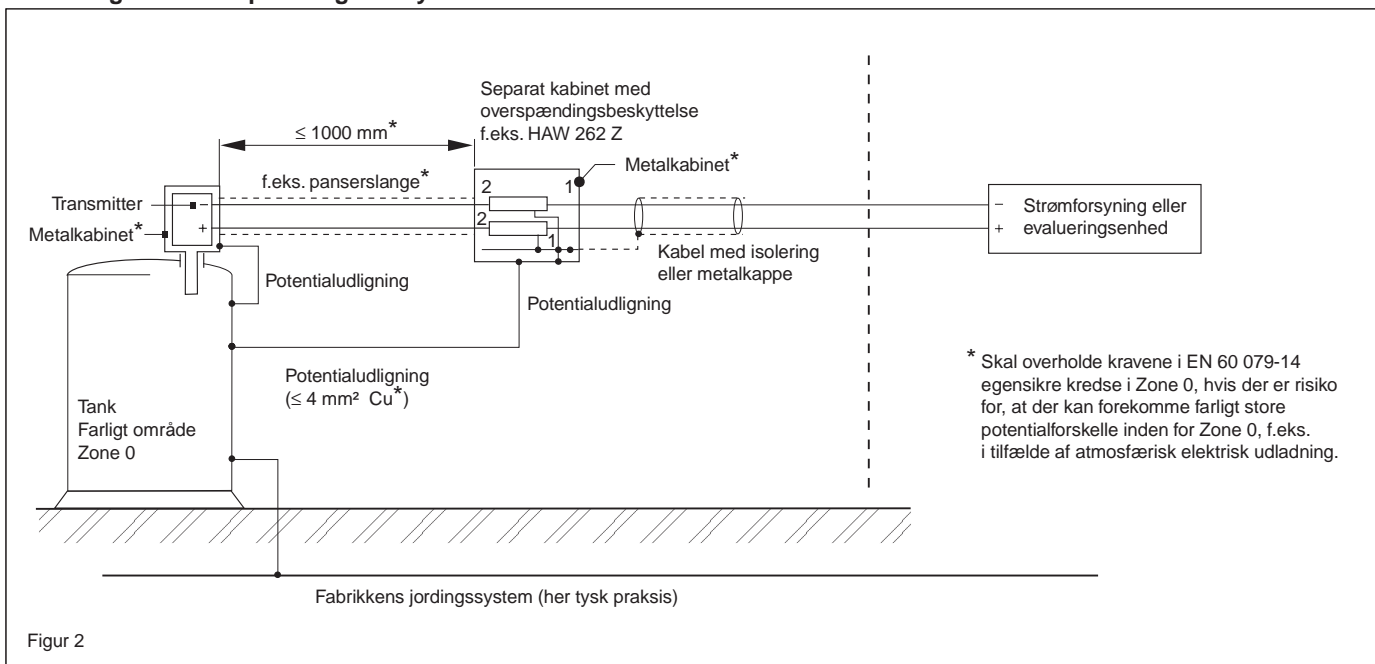 Separat kabinet med
overspændingsbeskyttelse
f.eks. HAW 262 Z
≤ 1000 mm*
Metalkabinet*
f.eks. panserslange*
2
1
Transmitter
–
Metalkabinet*
+
2
1
–
+
Strømforsyning eller
evalueringsenhed
Kabel med isolering
eller metalkappe
Potentialudligning
Potentialudligning
Potentialudligning
(≤ 4 mm² Cu*)
Tank
Farligt område
Zone 0
* Skal overholde kravene i EN 60 079-14
egensikre kredse i Zone 0, hvis der er risiko
for, at der kan forekomme farligt store
potentialforskelle inden for Zone 0, f.eks.
i tilfælde af atmosfærisk elektrisk udladning.
Fabrikkens jordingssystem (her tysk praksis)
Figur 2